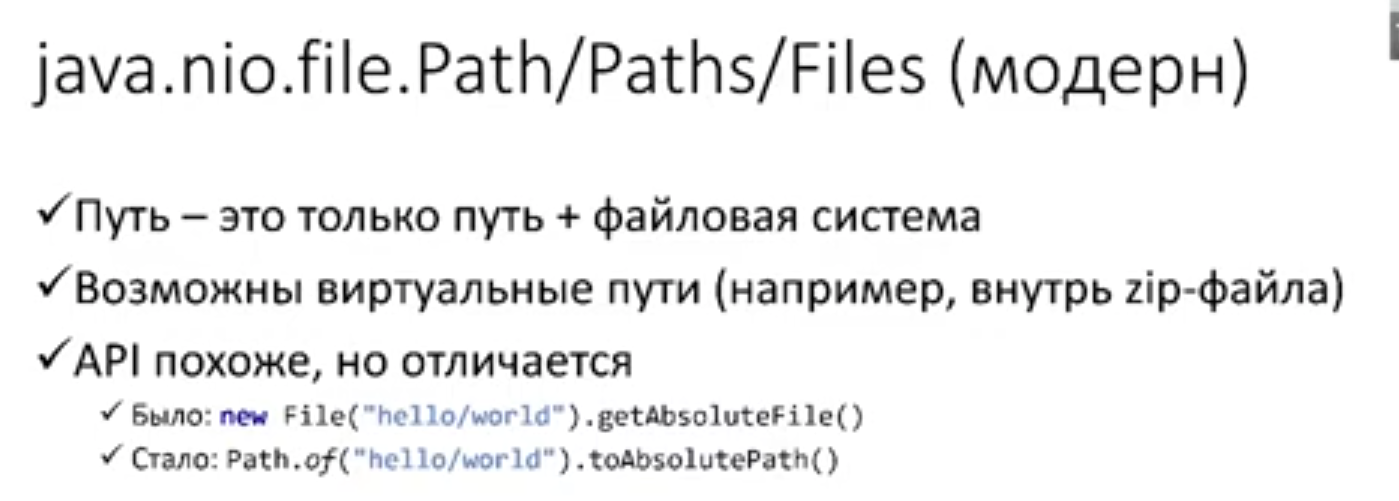 java.nio.file.Path/Paths/Files (модерн)
✓Путь – это только путь + файловая система
✓Возможны виртуальные пути (например, внутрь zip-файла)
✓API похоже, но отличается
✓ Было: new File("hello/world").getAbsoluteFile()
✓ Стало: Path.of("hello/world").toAbsolutePath()